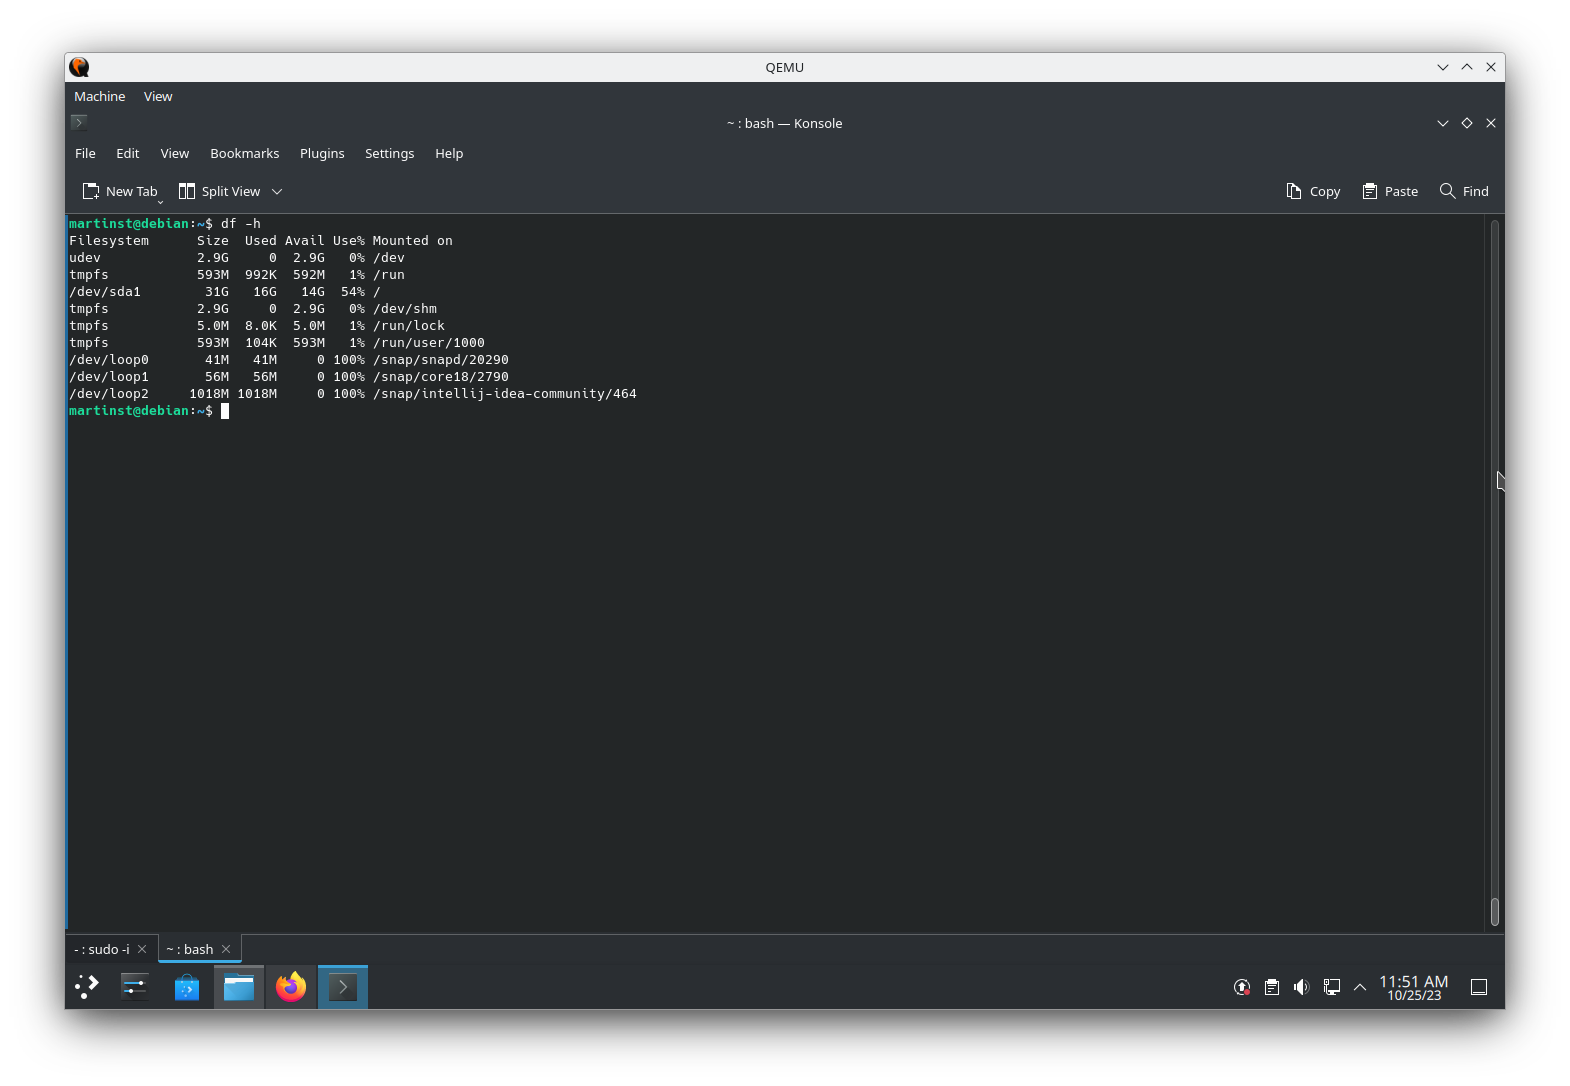 QEMU
Machine View
~ : bash — Konsole
File Edit View Bookmarks Plugins Settings Help
New Tab Split View Copy Paste Find
martinst@debian:~$ df -h
Filesystem      Size  Used Avail Use% Mounted on
udev            2.9G     0  2.9G   0% /dev
tmpfs           593M  992K  592M   1% /run
/dev/sda1        31G   16G   14G  54% /
tmpfs           2.9G     0  2.9G   0% /dev/shm
tmpfs           5.0M  8.0K  5.0M   1% /run/lock
tmpfs           593M  104K  593M   1% /run/user/1000
/dev/loop0       41M   41M     0 100% /snap/snapd/20290
/dev/loop1       56M   56M     0 100% /snap/core18/2790
/dev/loop2     1018M 1018M     0 100% /snap/intellij-idea-community/464
martinst@debian:~$
- : sudo -i ~ : bash
11:51 AM
10/25/23